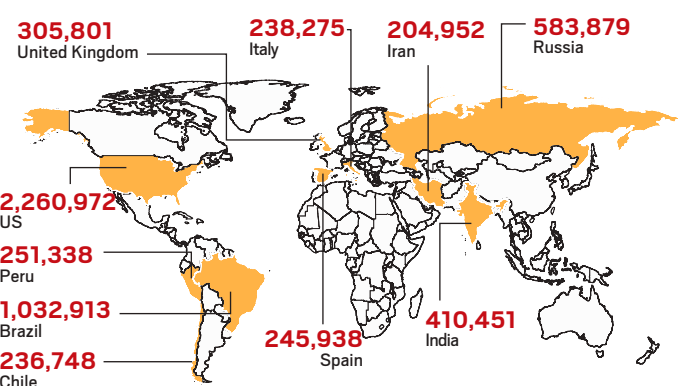 305,801
United Kingdom
238,275
Italy
204,952
Iran
583,879
Russia
2,260,972
US
251,338
Peru
1,032,913
Brazil
236,748
Chile
245,938
Spain
410,451
India